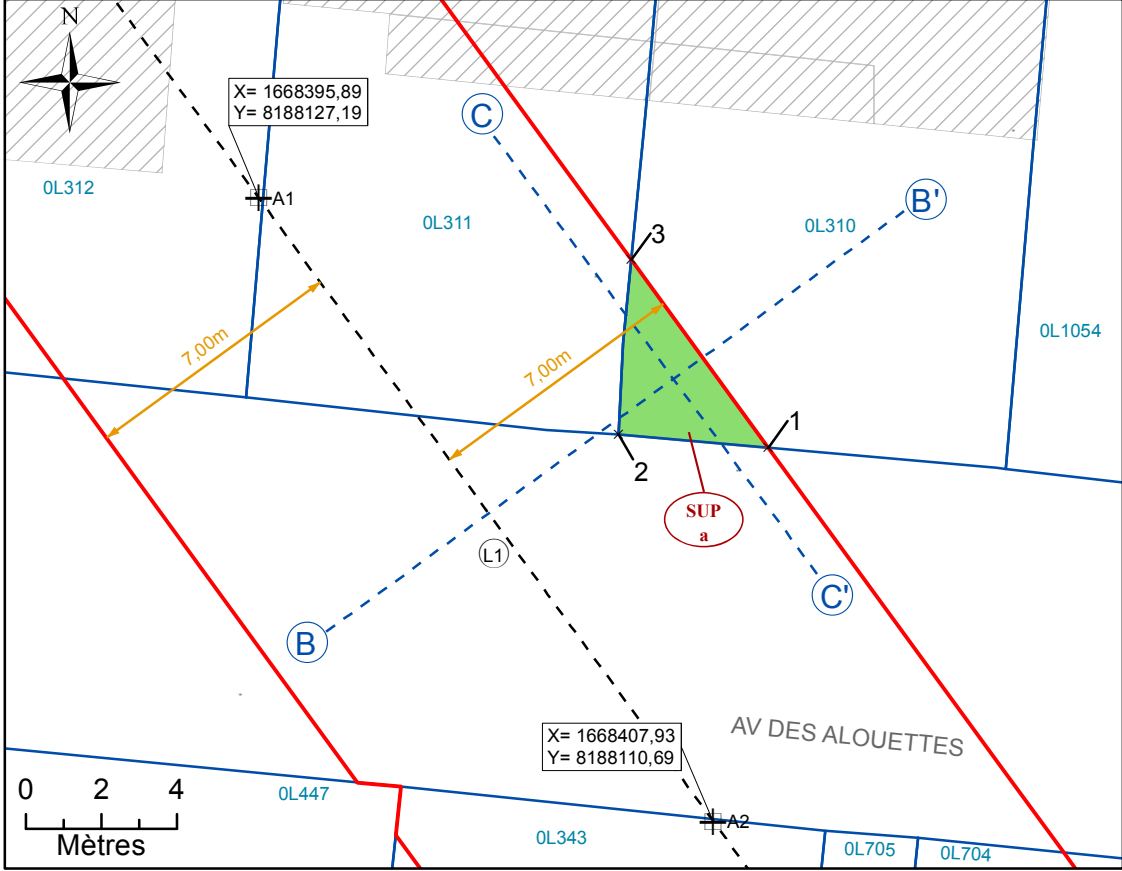 N
X= 1668395,89
Y= 8188127,19
C
B'
0L312
A1
0L311
0L310
3
0L1054
7,00m
7,00m
1
2
SUP
a
L1
C'
B
AV DES ALOUETTES
X= 1668407,93
Y= 8188110,69
0 2 4
Mètres
0L447
A2
0L343
0L705
0L704